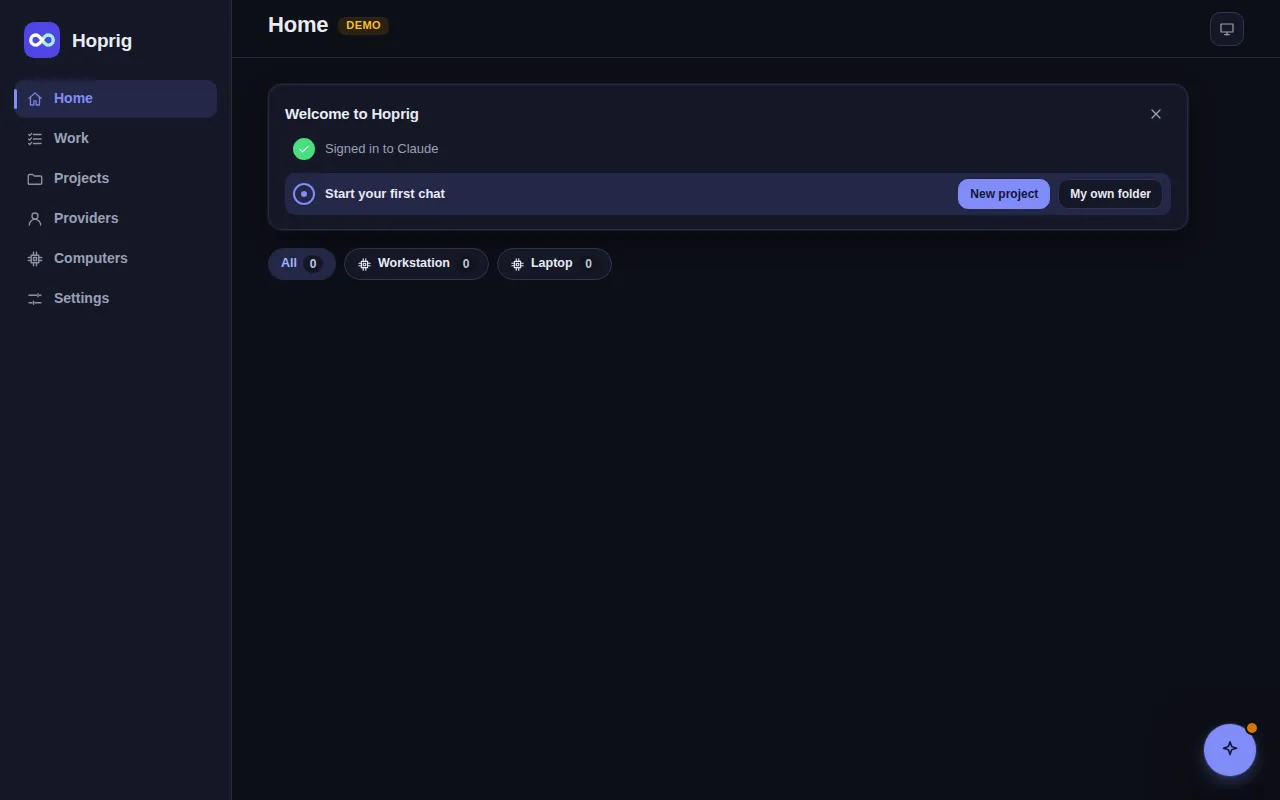 Hoprig
Home
Work
Projects
Providers
Computers
Settings
Home DEMO
Welcome to Hoprig
Signed in to Claude
Start your first chat New project My own folder
All 0 Workstation 0 Laptop 0